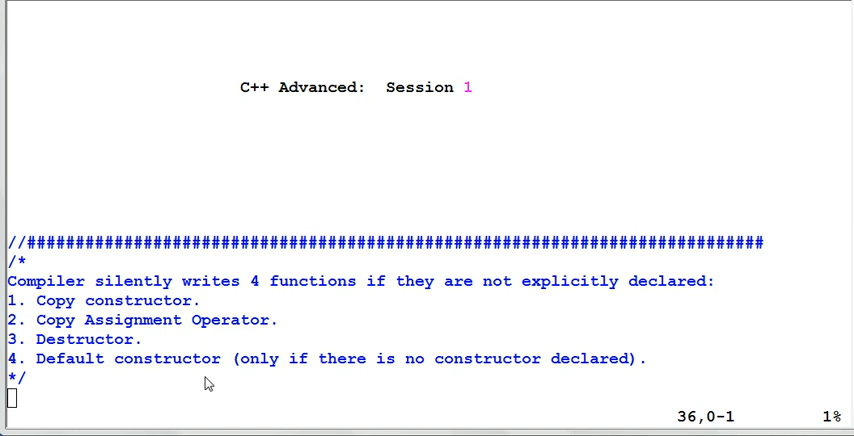 C++ Advanced:  Session 1
//############################################################################
/*
Compiler silently writes 4 functions if they are not explicitly declared:
1. Copy constructor.
2. Copy Assignment Operator.
3. Destructor.
4. Default constructor (only if there is no constructor declared).
*/
36,0-1 1%